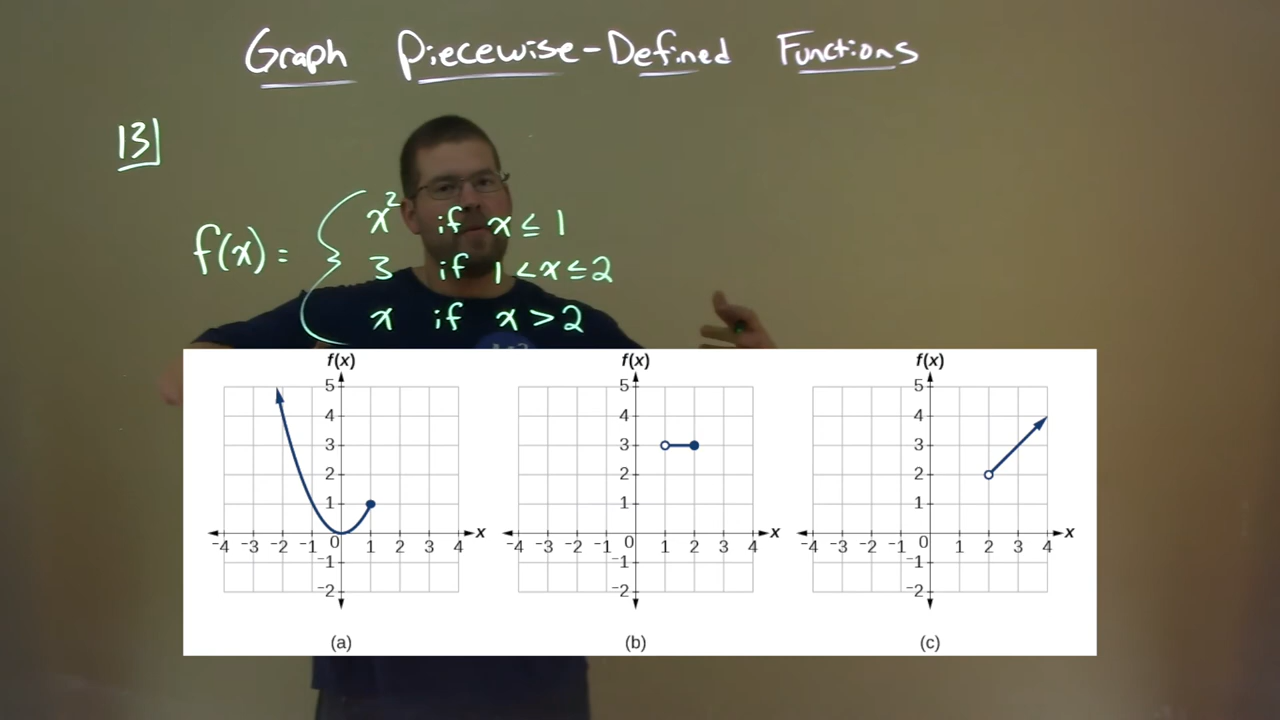 Graph Piecewise-Defined Functions
13
f(x) = { x² if x ≤ 1
3 if 1 < x ≤ 2
x if x > 2
f(x) f(x) f(x)
5 5 5
4 4 4
3 3 3
2 2 2
1 1 1
-4 -3 -2 -1 0 1 2 3 4 x -4 -3 -2 -1 0 1 2 3 4 x -4 -3 -2 -1 0 1 2 3 4 x
-1 -1 -1
-2 -2 -2
(a) (b) (c)